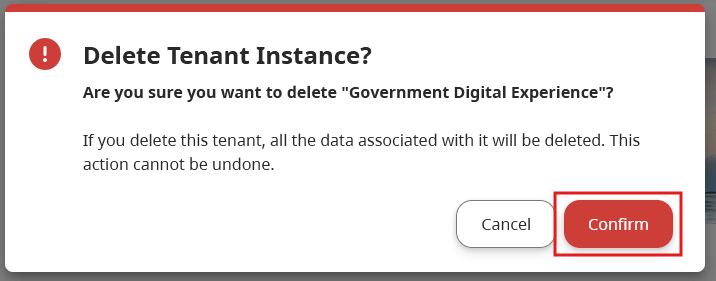 Delete Tenant Instance?
Are you sure you want to delete "Government Digital Experience"?
If you delete this tenant, all the data associated with it will be deleted. This
action cannot be undone.
Cancel
Confirm